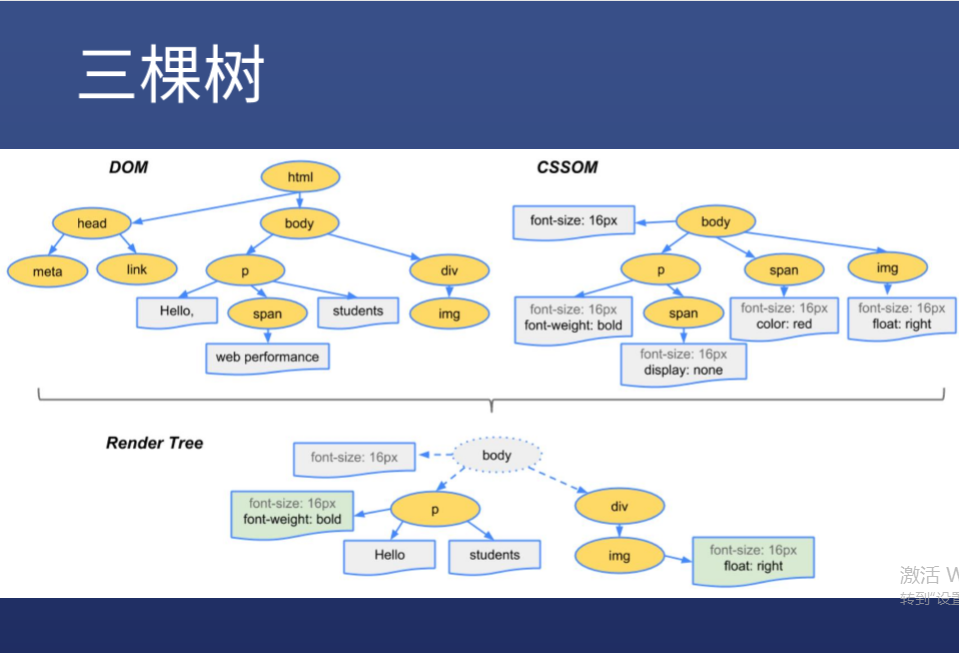 三棵树
DOM
html
head
body
meta
link
p
div
Hello,
span
students
img
web performance
CSSOM
font-size: 16px
body
p
span
img
font-size: 16px
font-weight: bold
span
font-size: 16px
color: red
font-size: 16px
float: right
font-size: 16px
display: none
Render Tree
font-size: 16px
body
font-size: 16px
font-weight: bold
p
div
Hello
students
img
font-size: 16px
float: right
激活 W
转到"设置